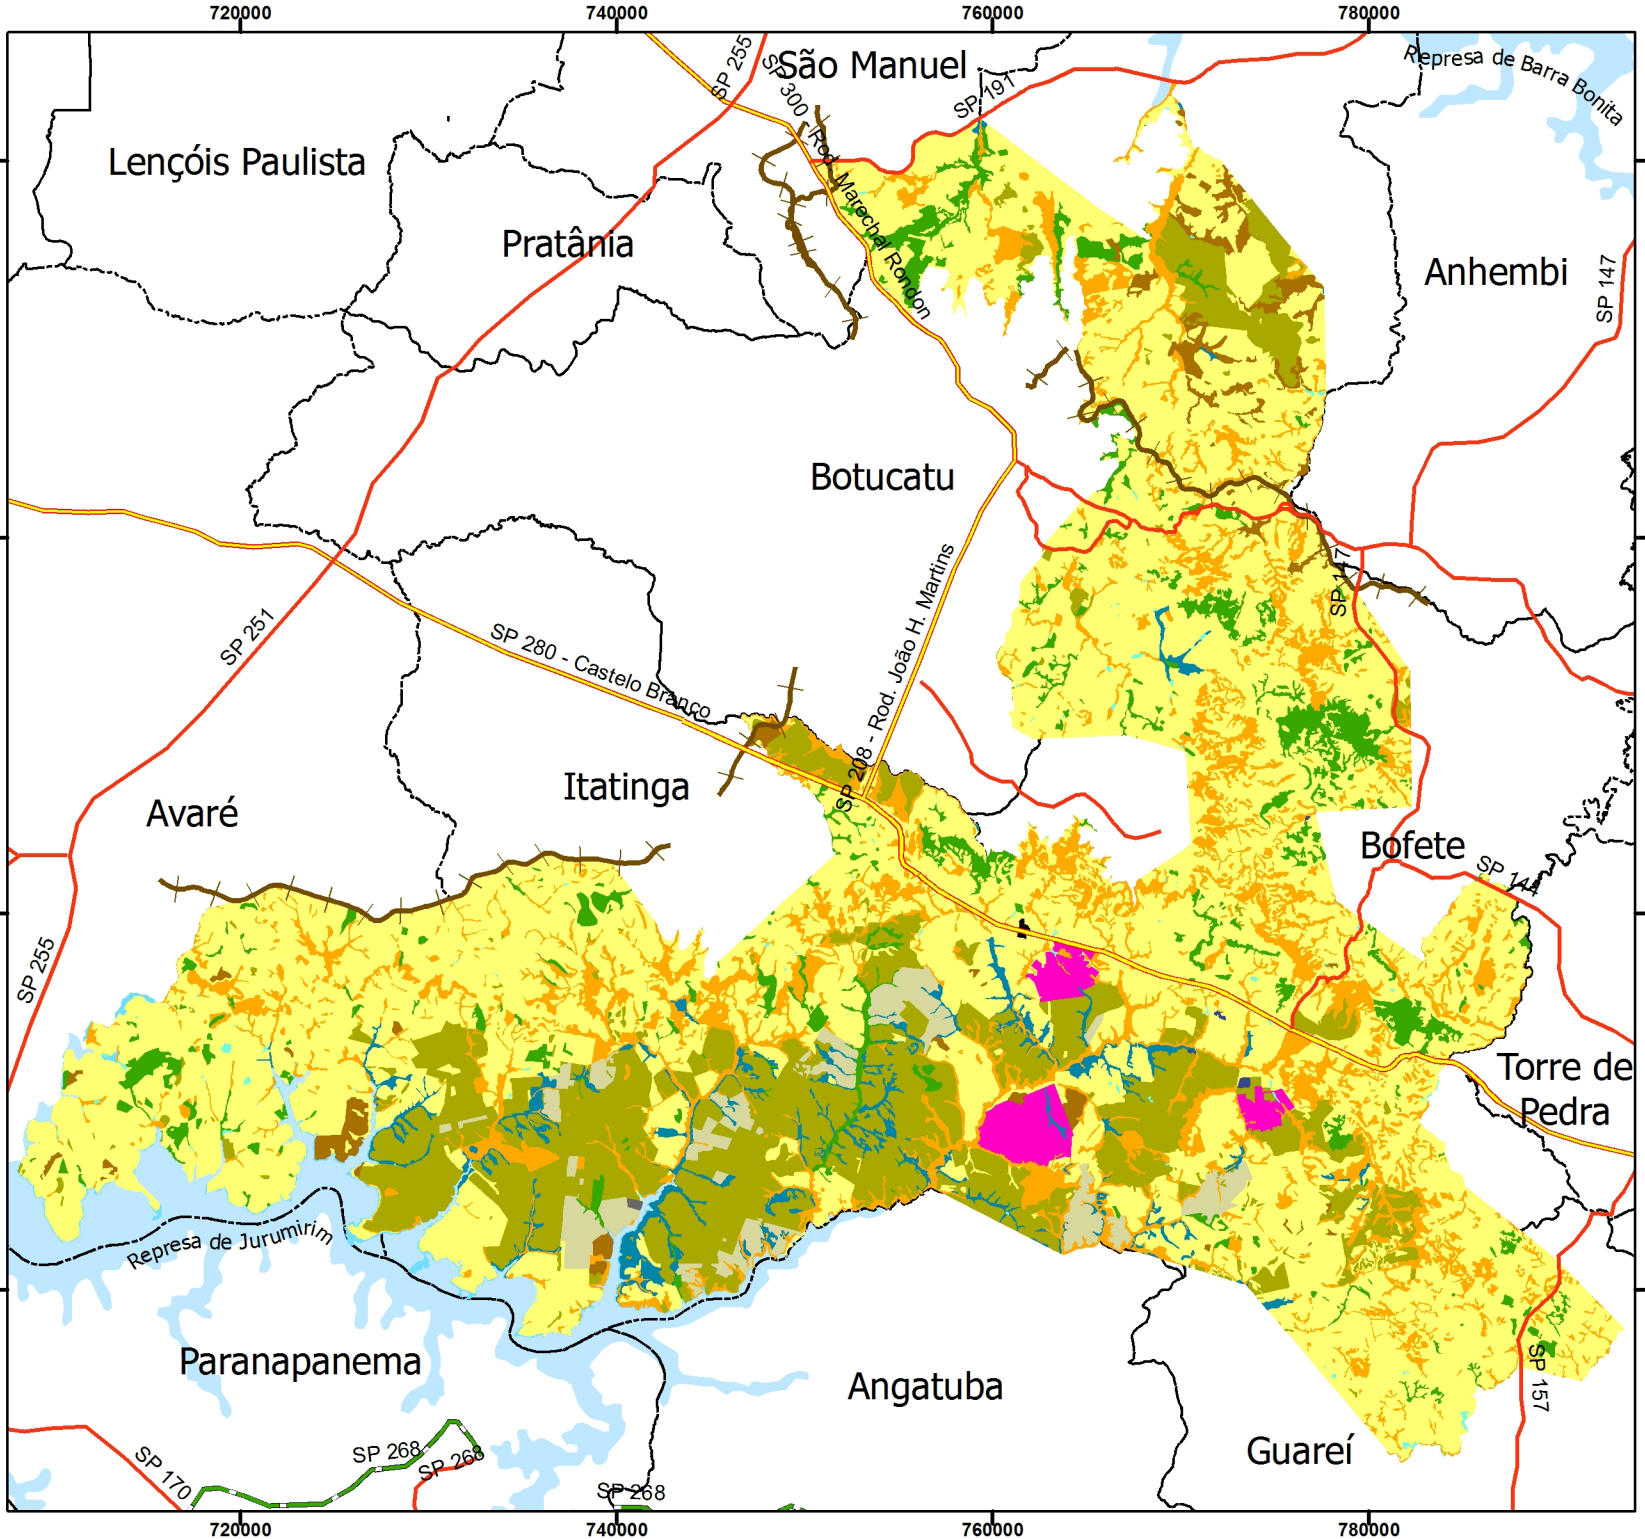 720000
740000
760000
780000
São Manuel
SP 255
SP 300 - Rod. Marechal Rondon
SP 191
Represa de Barra Bonita
Lençóis Paulista
Pratânia
Anhembi
SP 147
Botucatu
SP 147
SP 251
SP 280 - Castelo Branco
SP 208 - Rod. João H. Martins
Itatinga
Avaré
Bofete
SP 144
SP 255
Torre de
Pedra
Represa de Jurumirim
Paranapanema
Angatuba
SP 157
Guareí
SP 170
SP 268
SP 268
SP 268
720000
740000
760000
780000